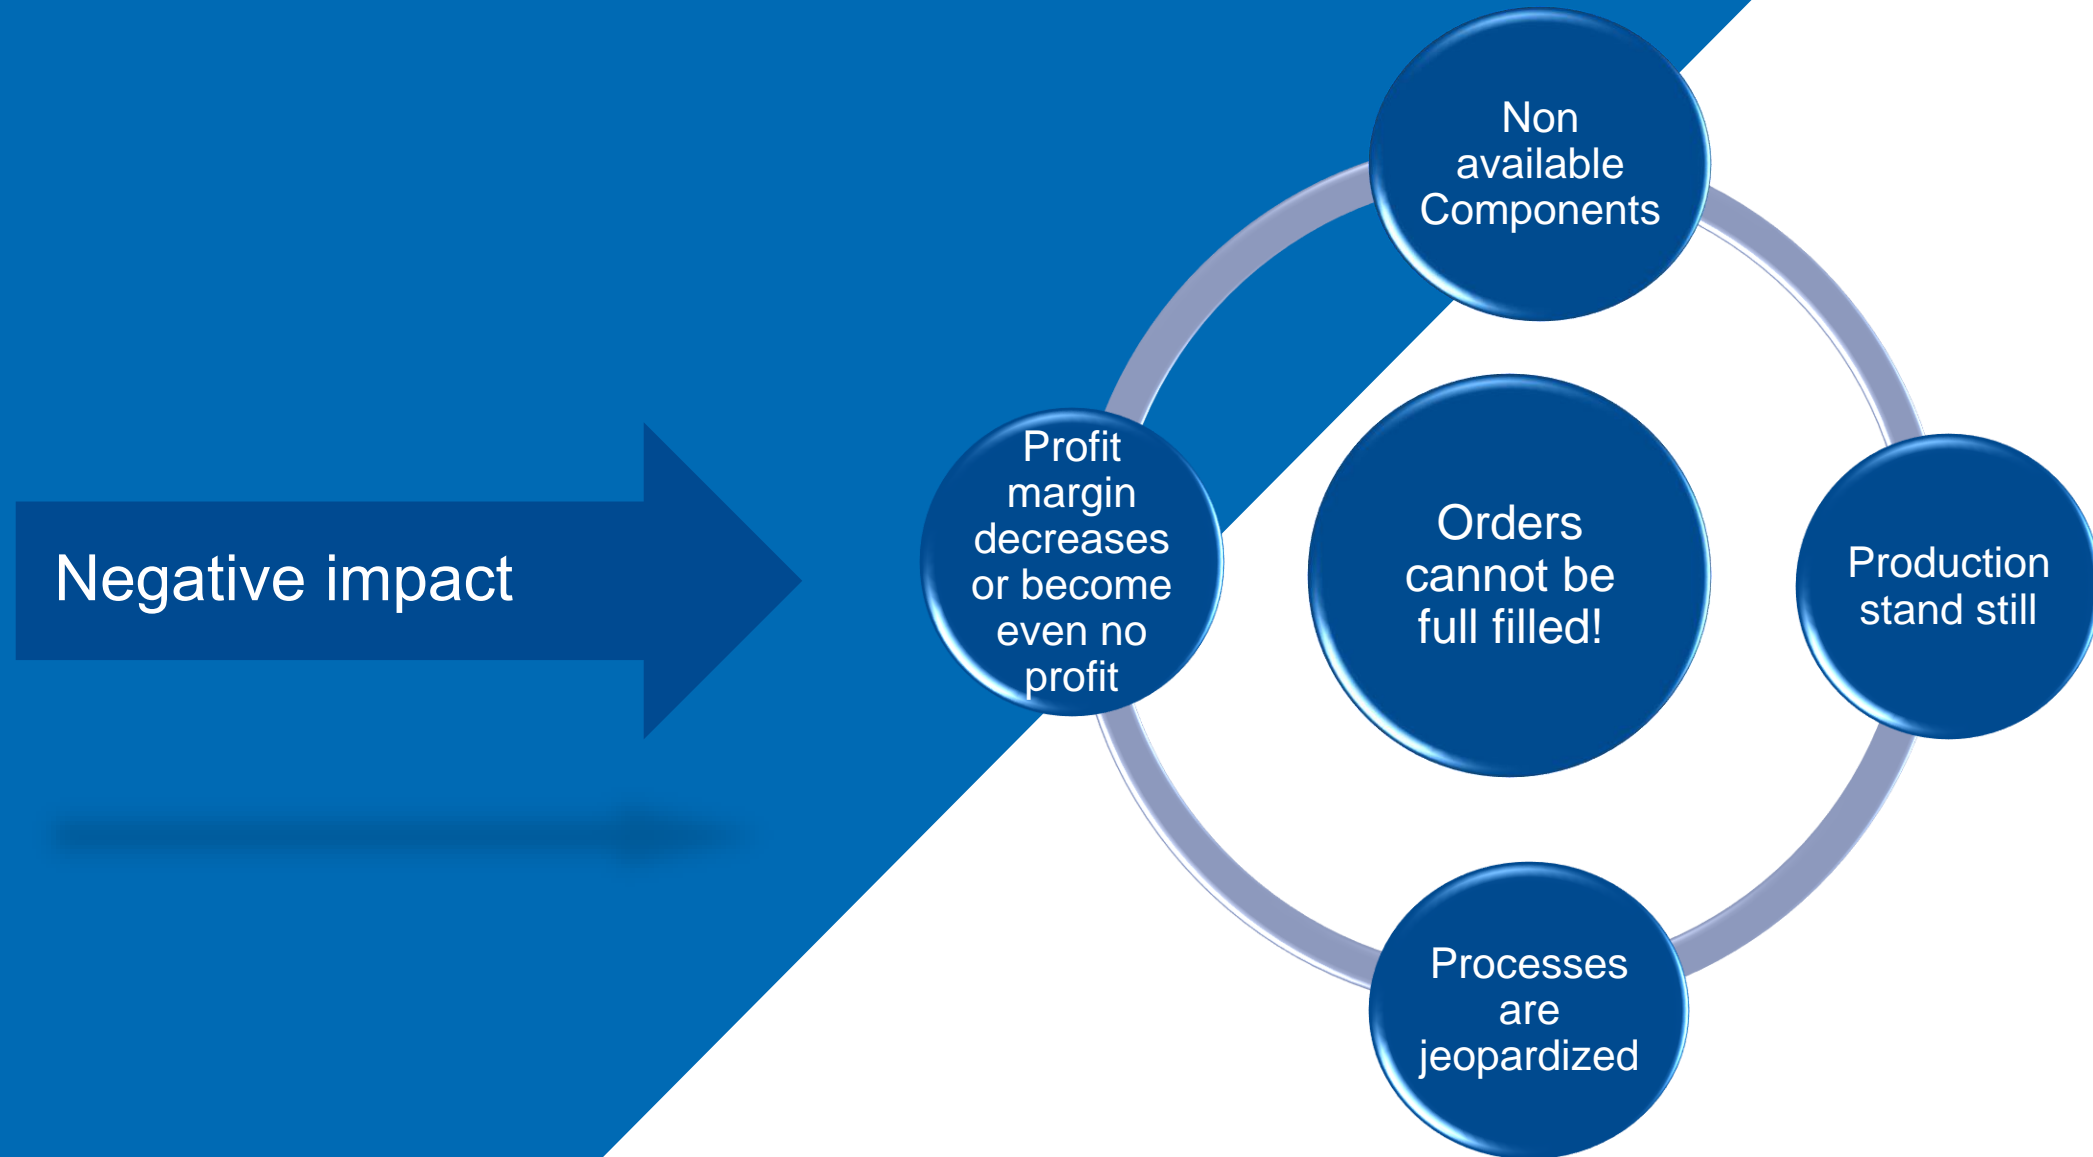 Negative impact
Non
available
Components
Profit
margin
decreases
or become
even no
profit
Orders
cannot be
full filled!
Production
stand still
Processes
are
jeopardized